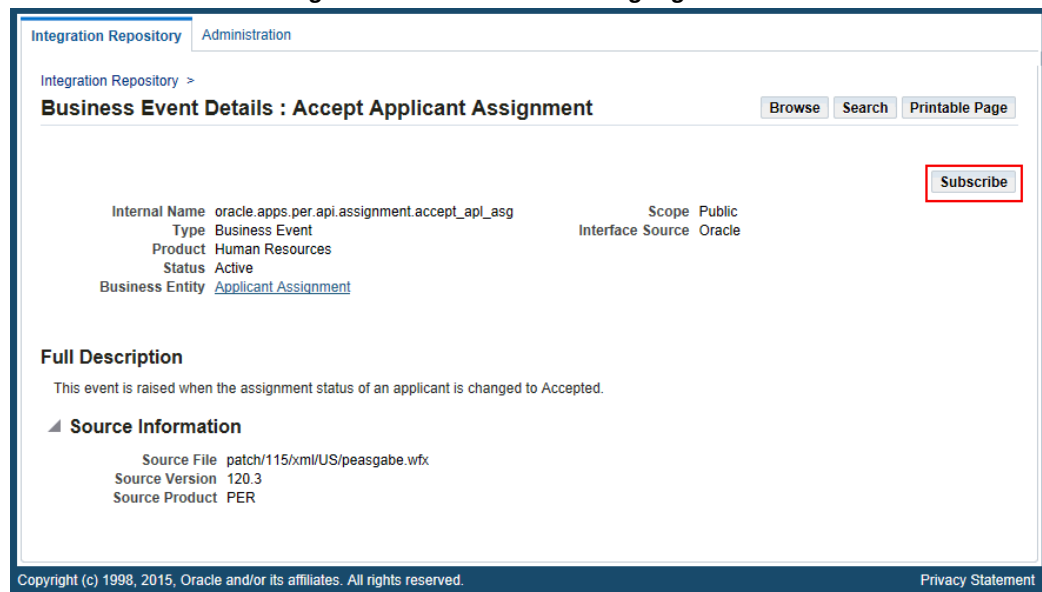 Integration Repository Administration
Integration Repository >
Business Event Details : Accept Applicant Assignment Browse Search Printable Page
Subscribe
Internal Name oracle.apps.per.api.assignment.accept_apl_asg Scope Public
Type Business Event Interface Source Oracle
Product Human Resources
Status Active
Business Entity Applicant Assignment
Full Description
This event is raised when the assignment status of an applicant is changed to Accepted.
Source Information
Source File patch/115/xml/US/peasgabe.wfx
Source Version 120.3
Source Product PER
Copyright (c) 1998, 2015, Oracle and/or its affiliates. All rights reserved. Privacy Statement